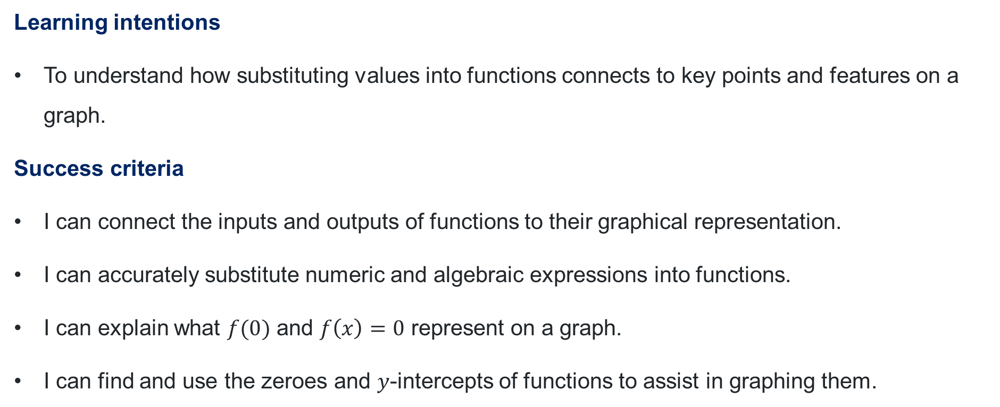 Learning intentions
• To understand how substituting values into functions connects to key points and features on a
graph.
Success criteria
• I can connect the inputs and outputs of functions to their graphical representation.
• I can accurately substitute numeric and algebraic expressions into functions.
• I can explain what f(0) and f(x) = 0 represent on a graph.
• I can find and use the zeroes and y-intercepts of functions to assist in graphing them.